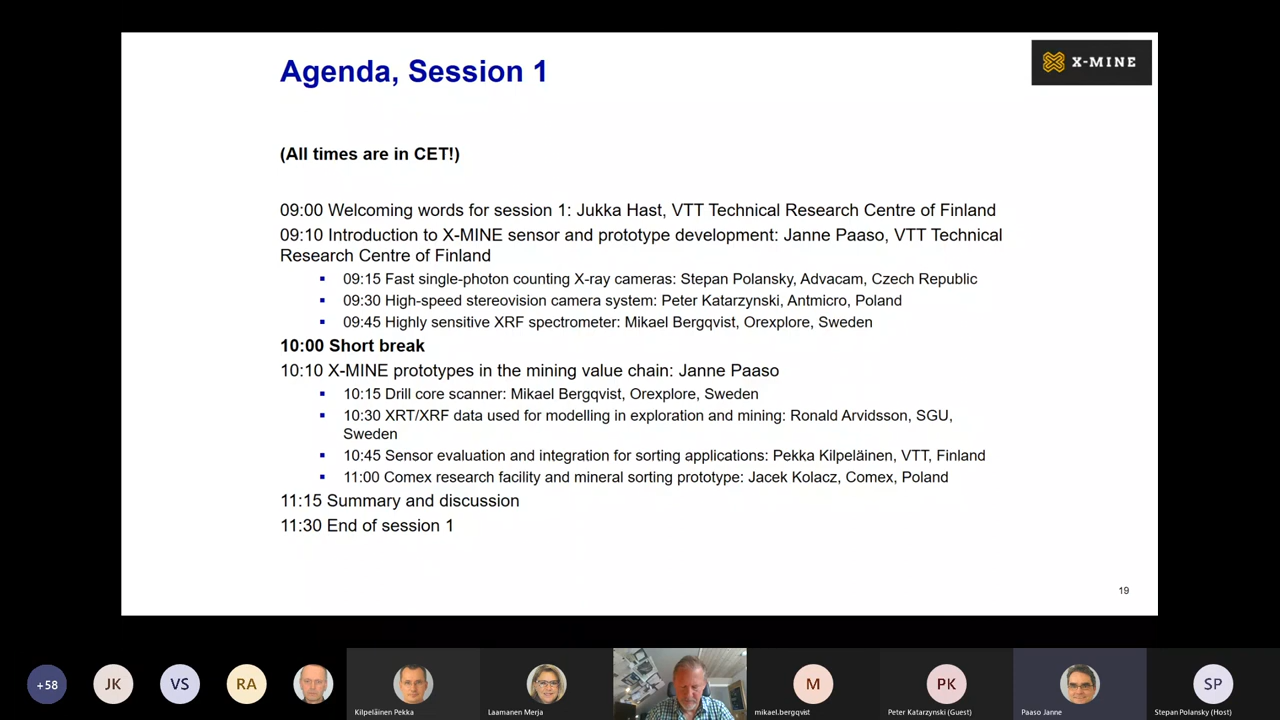 Agenda, Session 1
X-MINE
(All times are in CET!)
09:00 Welcoming words for session 1: Jukka Hast, VTT Technical Research Centre of Finland
09:10 Introduction to X-MINE sensor and prototype development: Janne Paaso, VTT Technical
Research Centre of Finland
▪ 09:15 Fast single-photon counting X-ray cameras: Stepan Polansky, Advacam, Czech Republic
▪ 09:30 High-speed stereovision camera system: Peter Katarzynski, Antmicro, Poland
▪ 09:45 Highly sensitive XRF spectrometer: Mikael Bergqvist, Orexplore, Sweden
10:00 Short break
10:10 X-MINE prototypes in the mining value chain: Janne Paaso
▪ 10:15 Drill core scanner: Mikael Bergqvist, Orexplore, Sweden
▪ 10:30 XRT/XRF data used for modelling in exploration and mining: Ronald Arvidsson, SGU,
Sweden
▪ 10:45 Sensor evaluation and integration for sorting applications: Pekka Kilpeläinen, VTT, Finland
▪ 11:00 Comex research facility and mineral sorting prototype: Jacek Kolacz, Comex, Poland
11:15 Summary and discussion
11:30 End of session 1
19
+58
JK
VS
RA
M
PK
SP
Kilpeläinen Pekka
Laamanen Merja
mikael.bergqvist
Peter Katarzynski (Guest)
Paaso Janne
Stepan Polansky (Host)